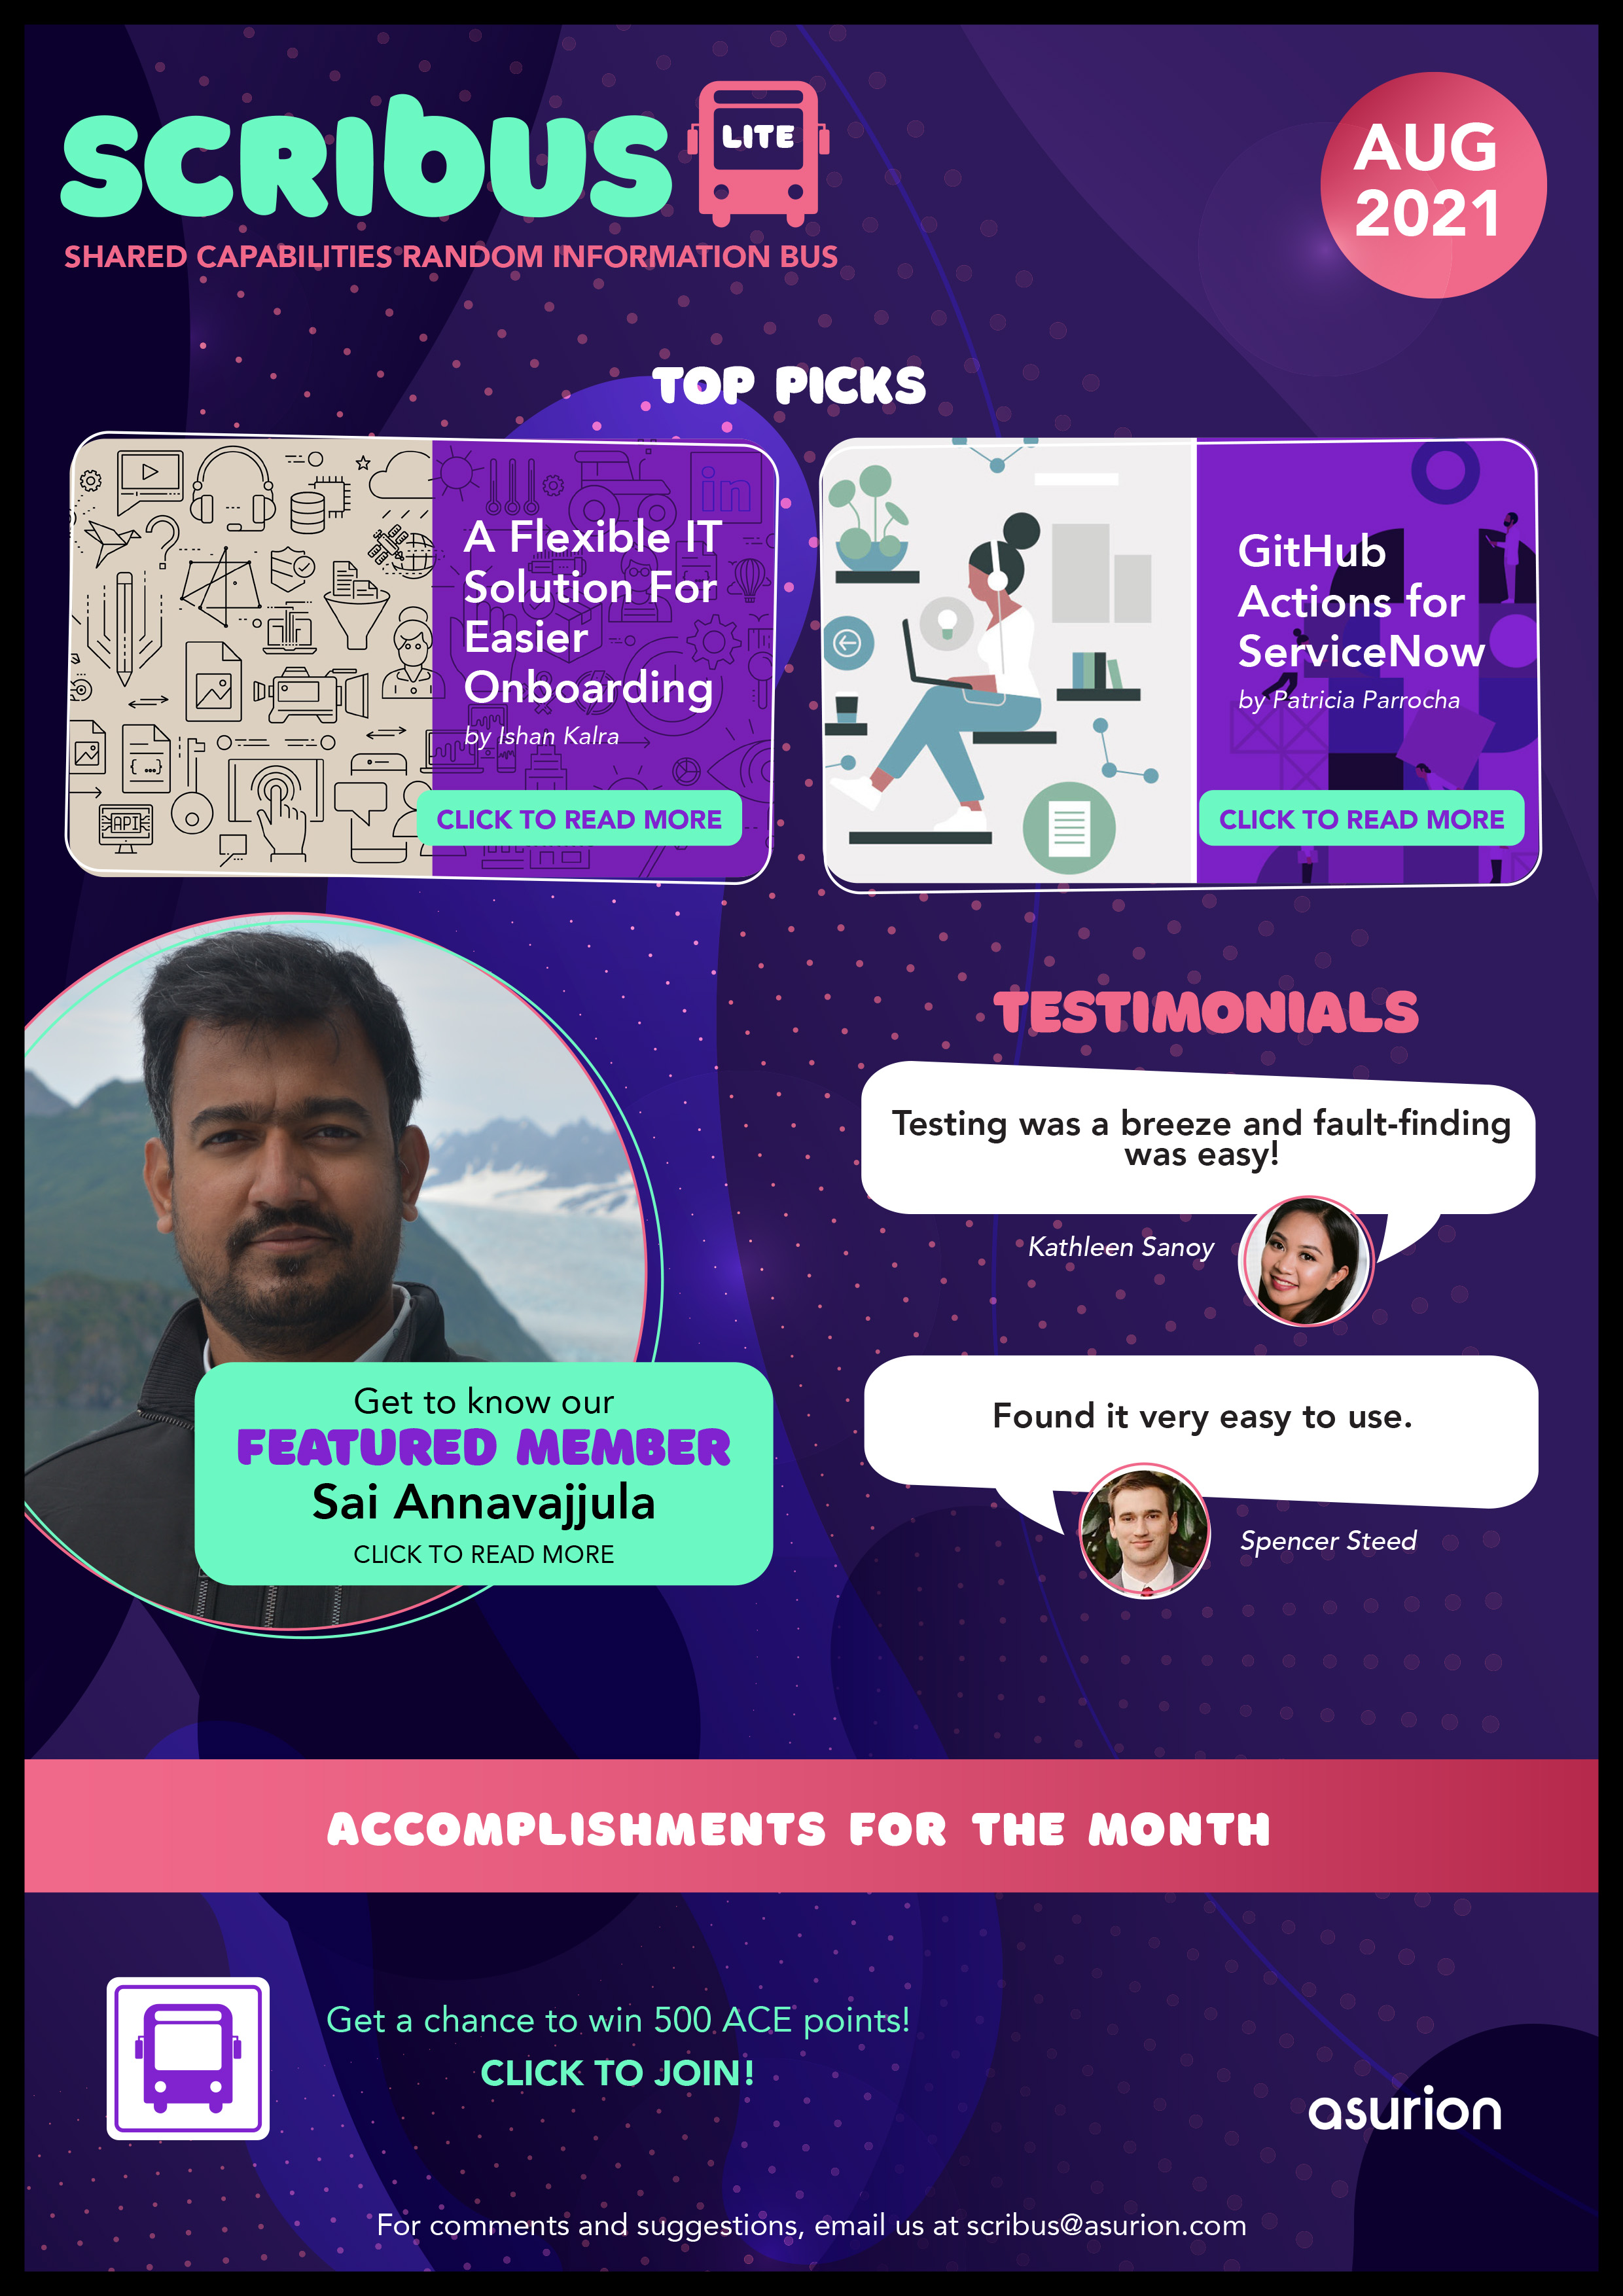 SCRIBUS
LITE
SHARED CAPABILITIES RANDOM INFORMATION BUS
AUG
2021
TOP PICKS
in
A Flexible IT
Solution For
Easier
Onboarding
by Ishan Kalra
CLICK TO READ MORE
{...}
API
GitHub
Actions for
ServiceNow
by Patricia Parrocha
CLICK TO READ MORE
Get to know our
FEATURED MEMBER
Sai Annavajjula
CLICK TO READ MORE
TESTIMONIALS
Testing was a breeze and fault-finding
was easy!
Kathleen Sanoy
Found it very easy to use.
Spencer Steed
ACCOMPLISHMENTS FOR THE MONTH
Get a chance to win 500 ACE points!
CLICK TO JOIN!
asurion
For comments and suggestions, email us at scribus@asurion.com